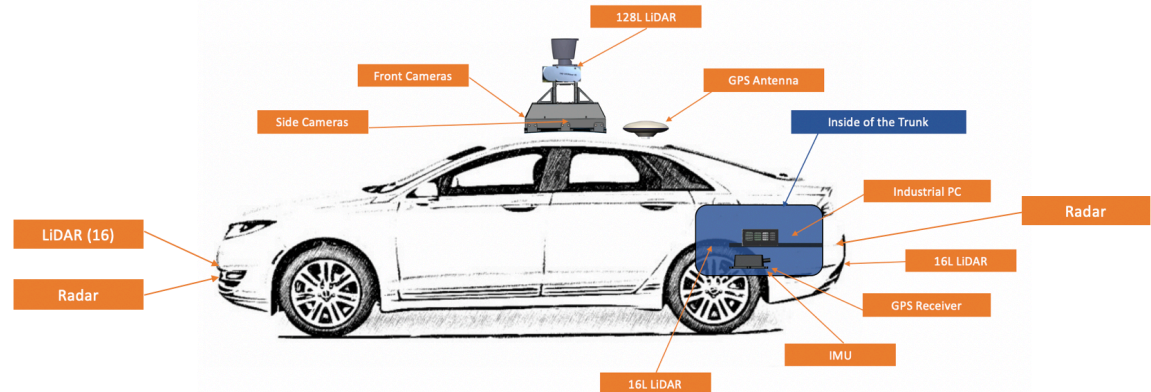 128L LiDAR
Front Cameras
GPS Antenna
Side Cameras
Inside of the Trunk
Industrial PC
Radar
LiDAR (16)
16L LiDAR
Radar
GPS Receiver
IMU
16L LiDAR